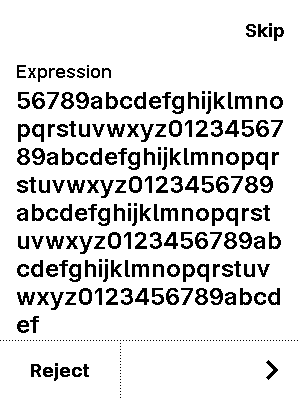 Skip
Expression
56789abcdefghijklmno
pqrstuvwxyz01234567
89abcdefghijklmnopqr
stuvwxyz0123456789
abcdefghijklmnopqrst
uvwxyz0123456789ab
cdefghijklmnopqrstuv
wxyz0123456789abcd
ef
Reject